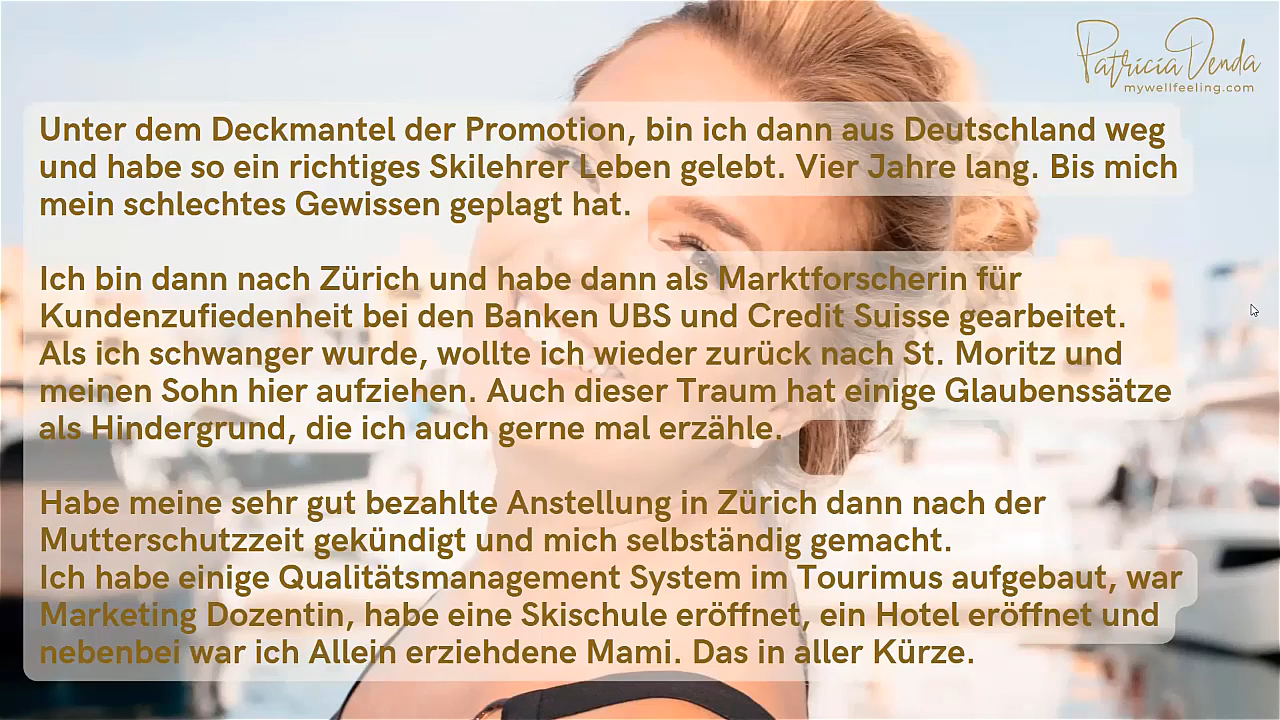 Patricia Denda
mywellfeeling.com
Unter dem Deckmantel der Promotion, bin ich dann aus Deutschland weg
und habe so ein richtiges Skilehrer Leben gelebt. Vier Jahre lang. Bis mich
mein schlechtes Gewissen geplagt hat.
Ich bin dann nach Zürich und habe dann als Marktforscherin für
Kundenzufiedenheit bei den Banken UBS und Credit Suisse gearbeitet.
Als ich schwanger wurde, wollte ich wieder zurück nach St. Moritz und
meinen Sohn hier aufziehen. Auch dieser Traum hat einige Glaubenssätze
als Hindergrund, die ich auch gerne mal erzähle.
Habe meine sehr gut bezahlte Anstellung in Zürich dann nach der
Mutterschutzzeit gekündigt und mich selbständig gemacht.
Ich habe einige Qualitätsmanagement System im Tourimus aufgebaut, war
Marketing Dozentin, habe eine Skischule eröffnet, ein Hotel eröffnet und
nebenbei war ich Allein erziehdene Mami. Das in aller Kürze.